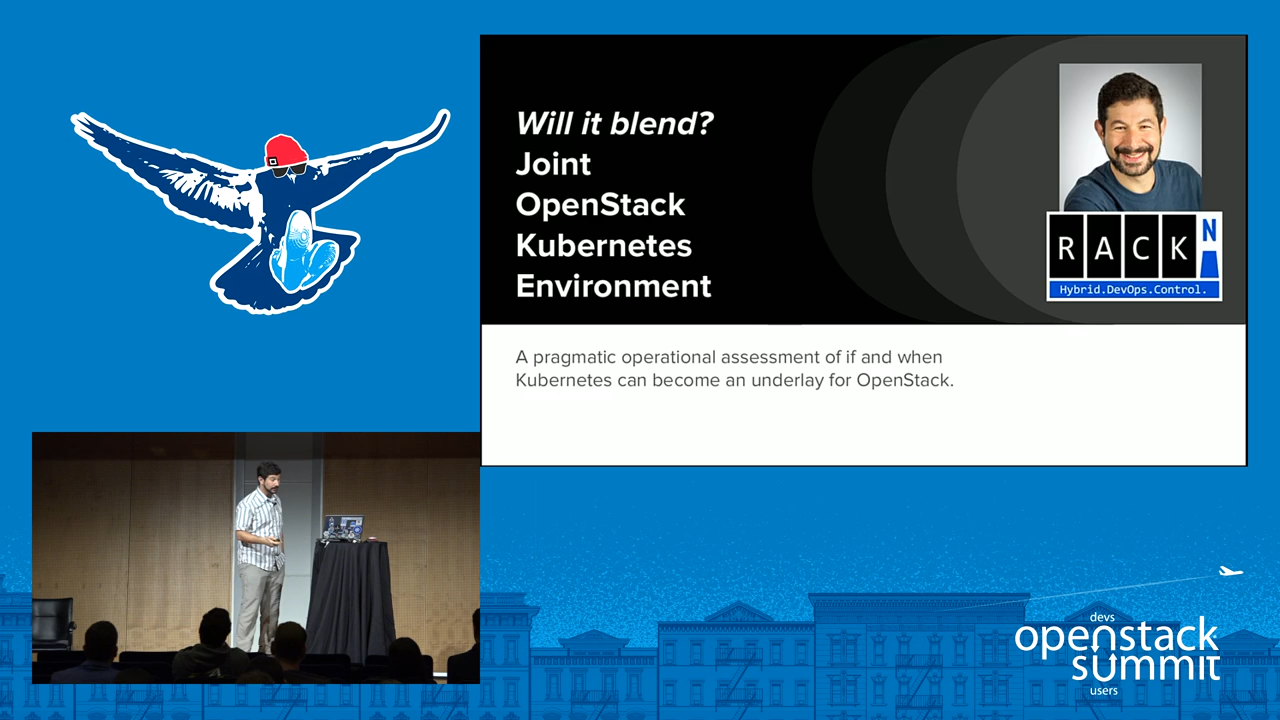 Will it blend?
Joint
OpenStack
Kubernetes
Environment
RACKN
Hybrid.DevOps.Control.
A pragmatic operational assessment of if and when
Kubernetes can become an underlay for OpenStack.
devs
openstack
summit
users